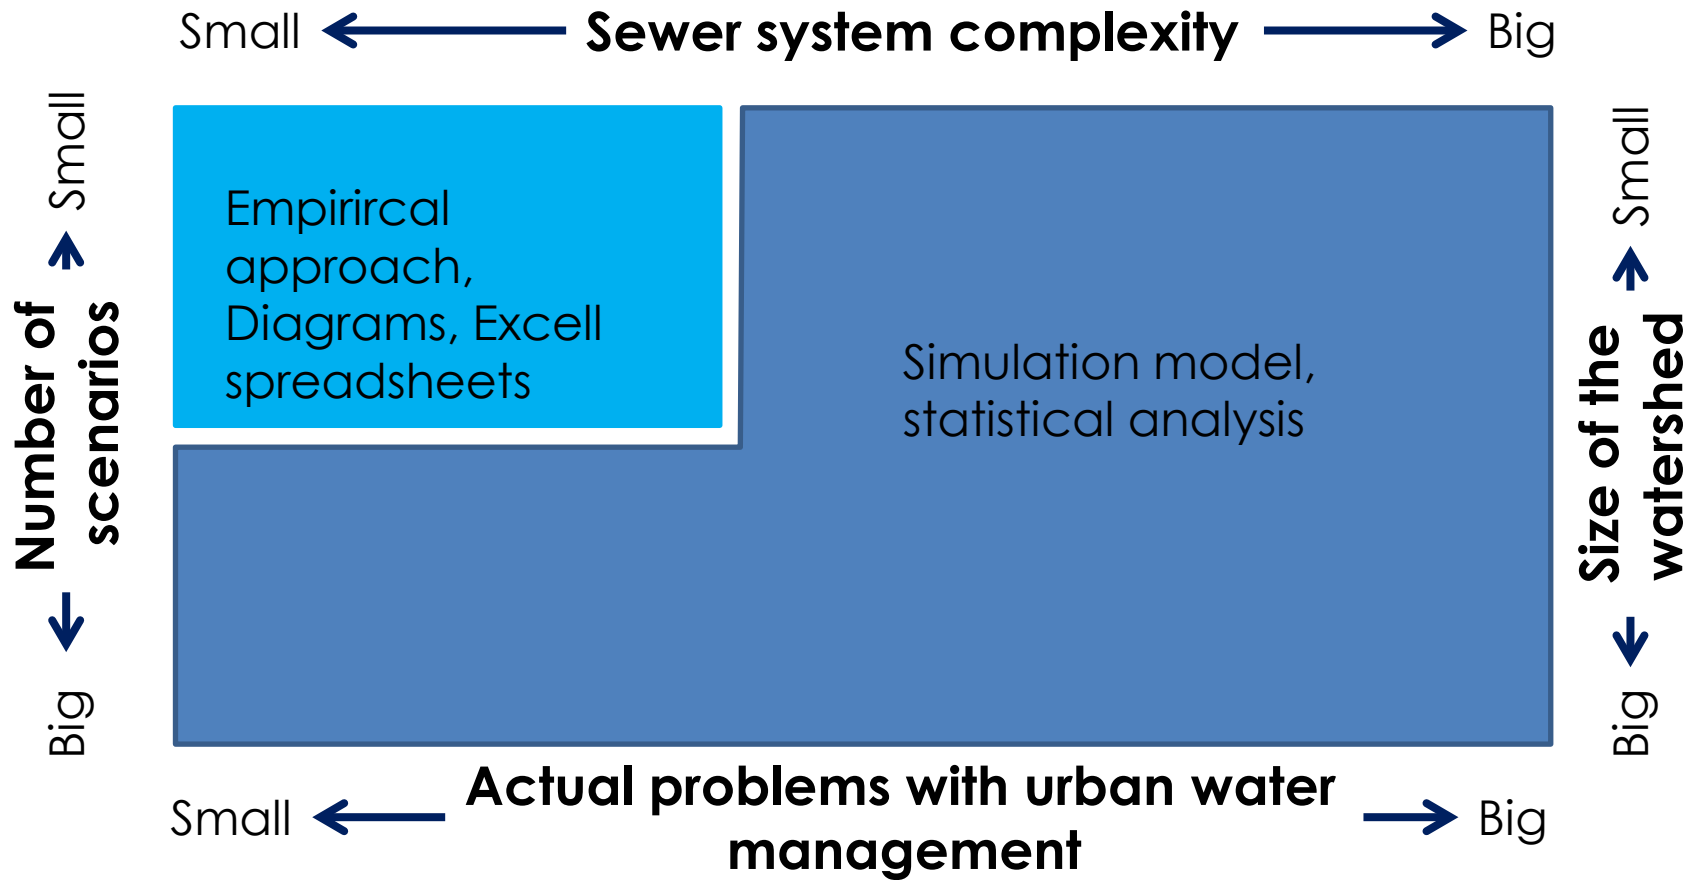 Small
Sewer system complexity
Big
Small
Number of
scenarios
Big
Empirircal
approach,
Diagrams, Excell
spreadsheets
Simulation model,
statistical analysis
Small
Size of the
watershed
Big
Small
Actual problems with urban water
management
Big